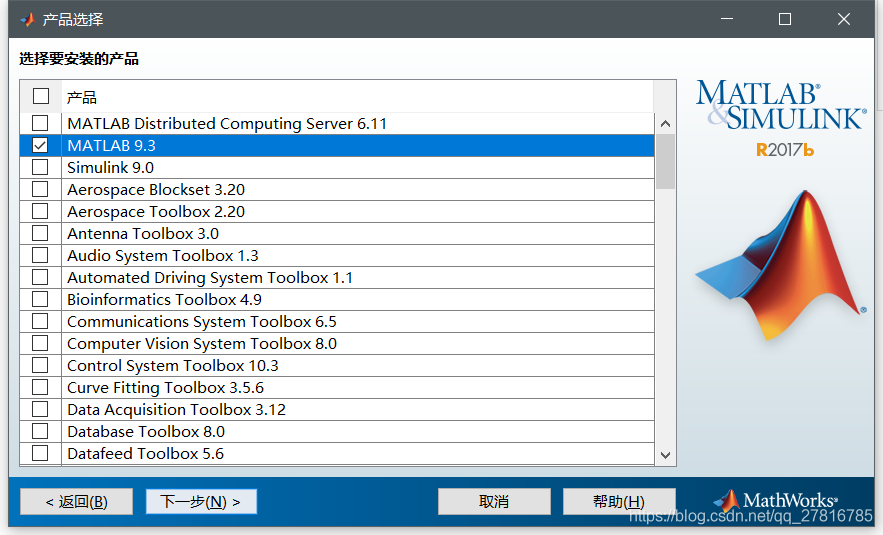 产品选择
选择要安装的产品
产品
MATLAB Distributed Computing Server 6.11
MATLAB 9.3
Simulink 9.0
Aerospace Blockset 3.20
Aerospace Toolbox 2.20
Antenna Toolbox 3.0
Audio System Toolbox 1.3
Automated Driving System Toolbox 1.1
Bioinformatics Toolbox 4.9
Communications System Toolbox 6.5
Computer Vision System Toolbox 8.0
Control System Toolbox 10.3
Curve Fitting Toolbox 3.5.6
Data Acquisition Toolbox 3.12
Database Toolbox 8.0
Datafeed Toolbox 5.6
MATLAB®
&SIMULINK®
R2017b
®
< 返回(B) 下一步(N) > 取消 帮助(H) MathWorks®
https://blog.csdn.net/qq_27816785